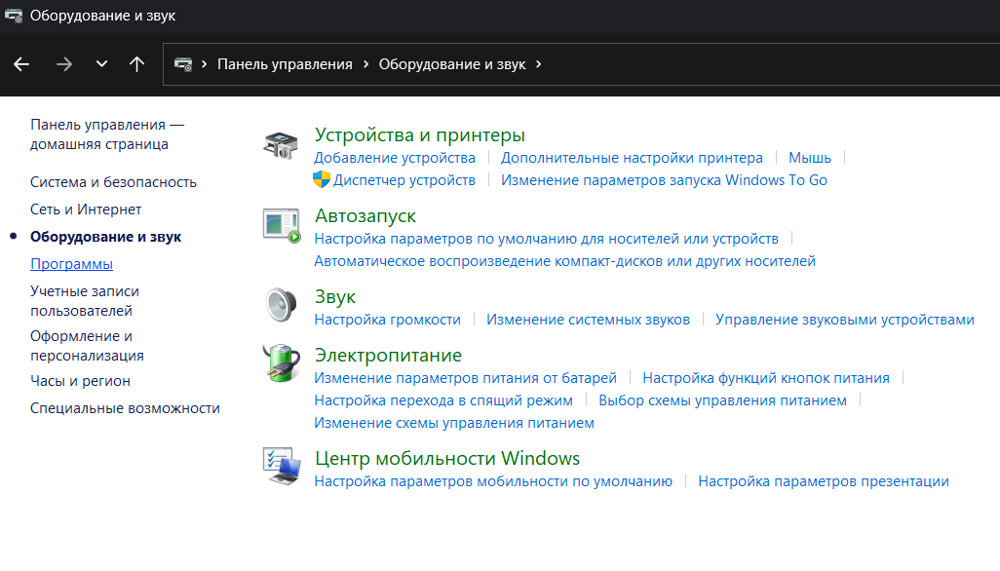 Оборудование и звук
Панель управления > Оборудование и звук >
Панель управления —
домашняя страница
Система и безопасность
Сеть и Интернет
Оборудование и звук
Программы
Учетные записи
пользователей
Оформление и
персонализация
Часы и регион
Специальные возможности
Устройства и принтеры
Добавление устройства | Дополнительные настройки принтера | Мышь |
Диспетчер устройств | Изменение параметров запуска Windows To Go
Автозапуск
Настройка параметров по умолчанию для носителей или устройств |
Автоматическое воспроизведение компакт-дисков или других носителей
Звук
Настройка громкости | Изменение системных звуков | Управление звуковыми устройствами
Электропитание
Изменение параметров питания от батарей | Настройка функций кнопок питания |
Настройка перехода в спящий режим | Выбор схемы управления питанием |
Изменение схемы управления питанием
Центр мобильности Windows
Настройка параметров мобильности по умолчанию | Настройка параметров презентации